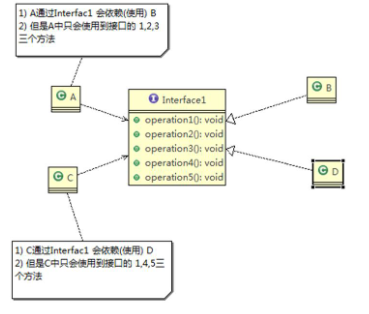 1) A通过Interfac1 会依赖(使用) B
2) 但是A中只会使用到接口的 1,2,3
三个方法
A
Interface1
operation1(): void
operation2(): void
operation3(): void
operation4(): void
operation5(): void
B
C
D
1) C通过Interfac1 会依赖(使用) D
2) 但是C中只会使用到接口的 1,4,5三
个方法